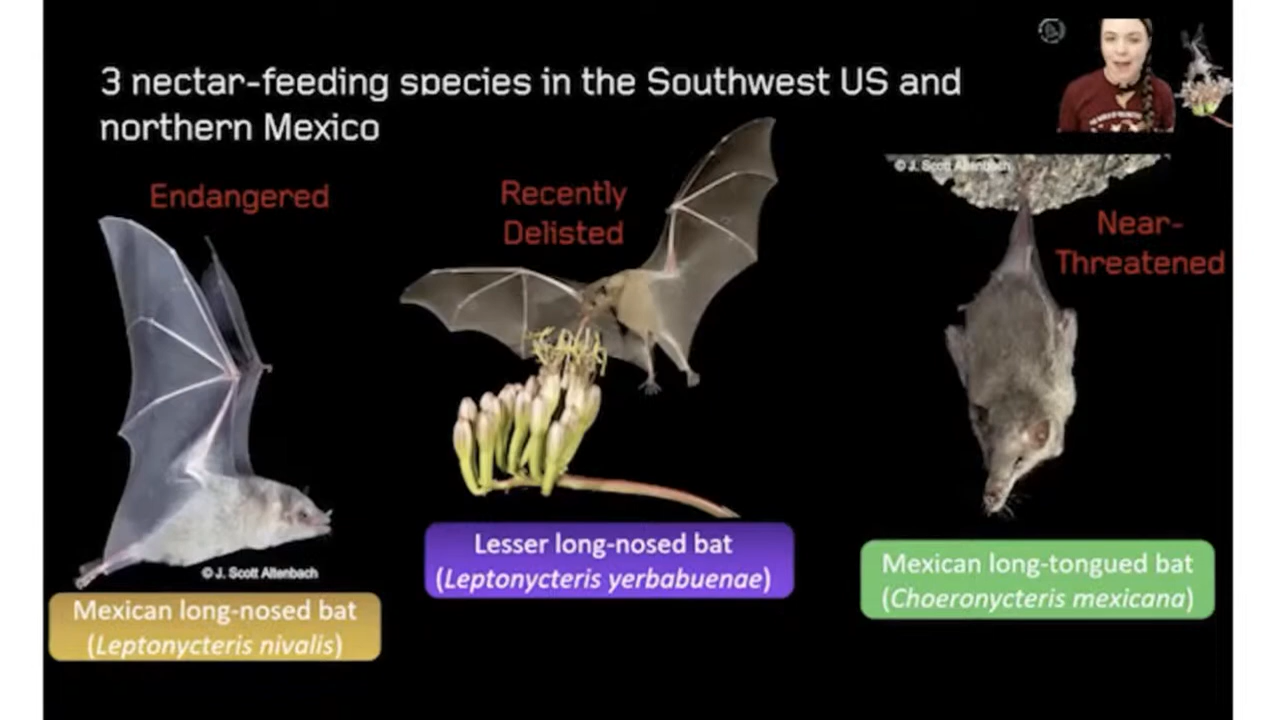 3 nectar-feeding species in the Southwest US and
northern Mexico
Endangered
© J. Scott Altenbach
Mexican long-nosed bat
(Leptonycteris nivalis)
Recently
Delisted
Lesser long-nosed bat
(Leptonycteris yerbabuenae)
© J. Scott Altenbach
Near-
Threatened
Mexican long-tongued bat
(Choeronycteris mexicana)